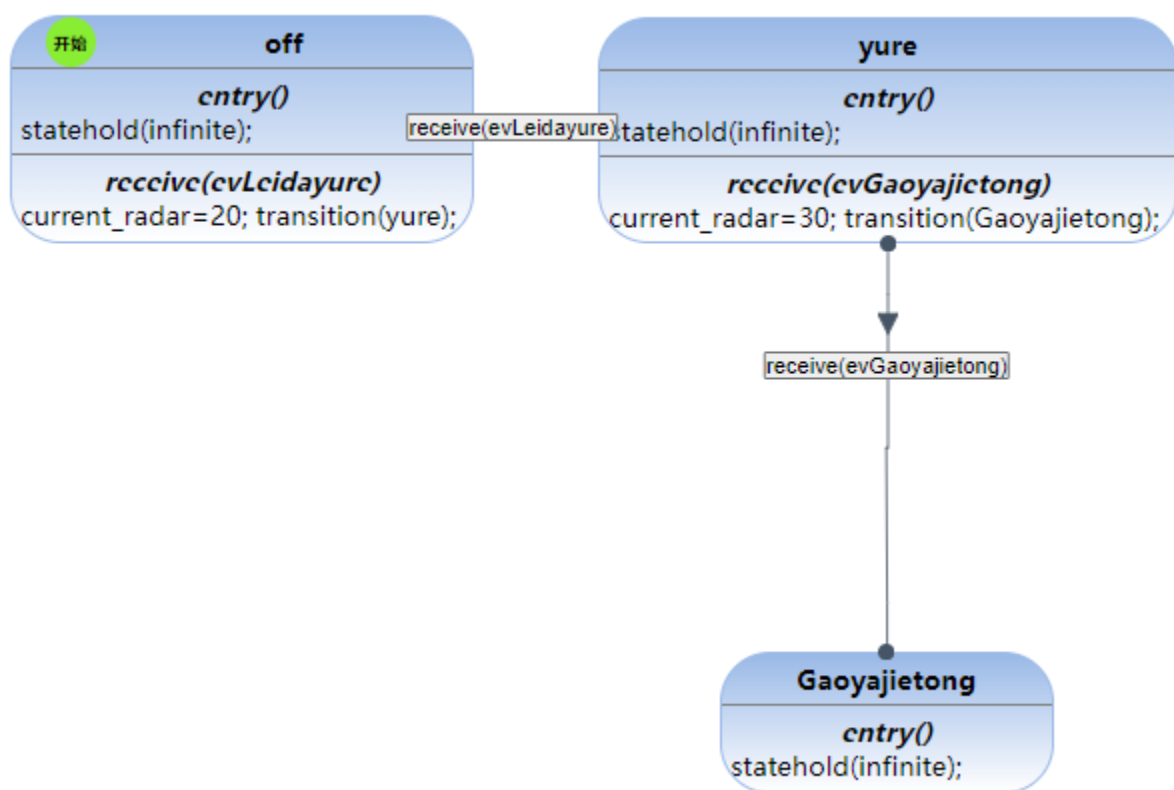 开始
off
entry()
statehold(infinite);
receive(evLeidayure)
current_radar=20; transition(yure);
receive(evLeidayure)
yure
entry()
statehold(infinite);
receive(evGaoyajietong)
current_radar=30; transition(Gaoyajietong);
receive(evGaoyajietong)
Gaoyajietong
entry()
statehold(infinite);